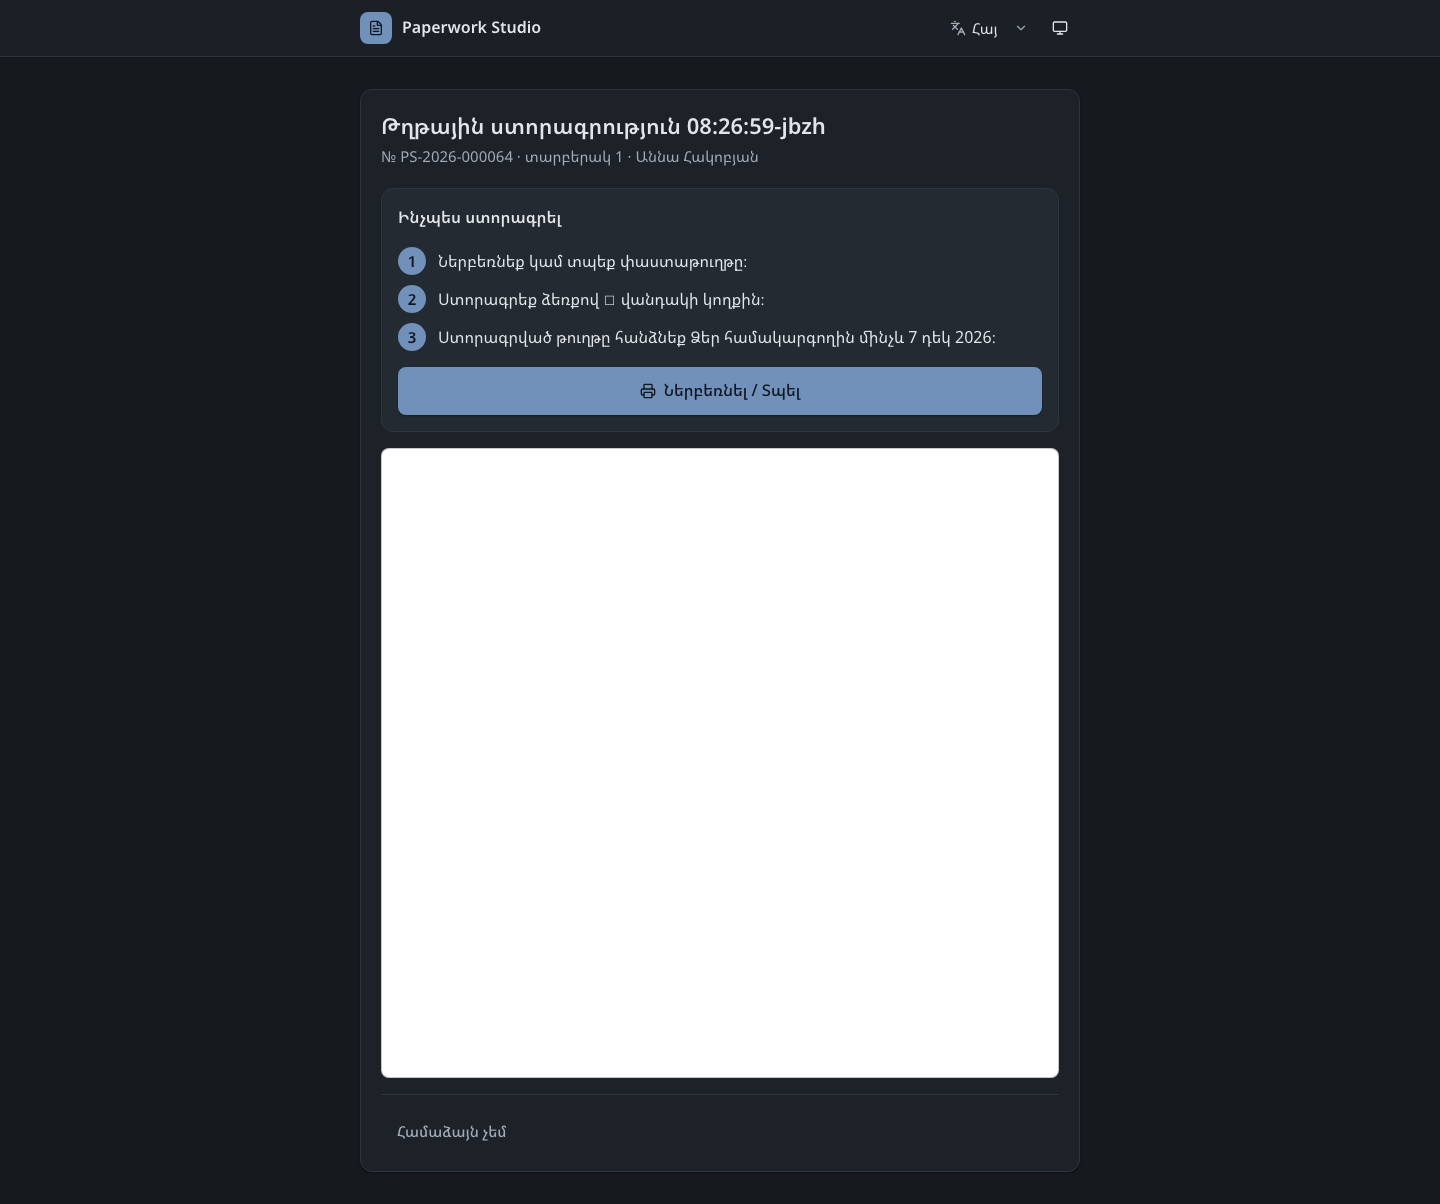 Paperwork Studio
Հայ
Թղթային ստորագրություն 08:26:59-jbzh
№ PS-2026-000064 · տարբերակ 1 · Աննա Հակոբյան
Ինչպես ստորագրել
1 Ներբեռնեք կամ տպեք փաստաթուղթը։
2 Ստորագրեք ձեռքով □ վանդակի կողքին։
3 Ստորագրված թուղթը հանձնեք Ձեր համակարգողին մինչև 7 դեկ 2026։
Ներբեռնել / Տպել
Համաձայն չեմ